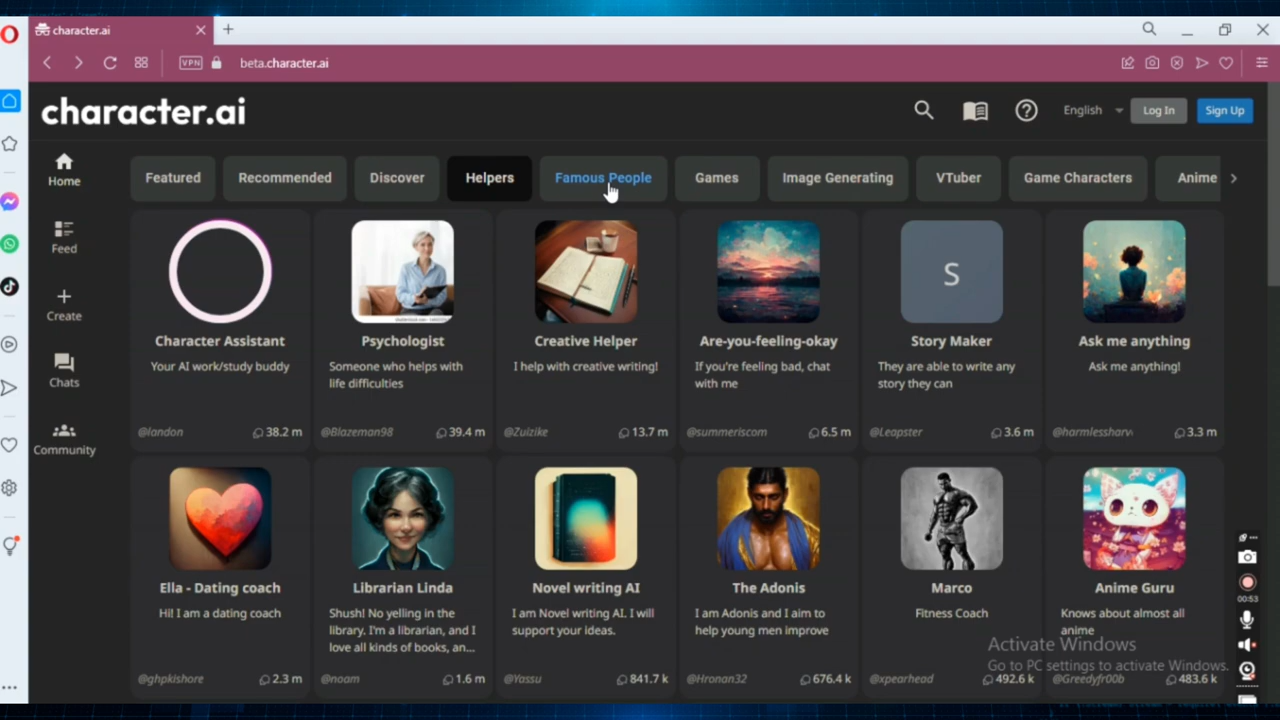 character.ai
VPN
beta.character.ai
character.ai
English
Log In
Sign Up
Home
Feed
Create
Chats
Community
Featured
Recommended
Discover
Helpers
Famous People
Games
Image Generating
VTuber
Game Characters
Anime
S
Character Assistant
Your AI work/study buddy
@landon
38.2 m
Psychologist
Someone who helps with
life difficulties
@Blazeman98
39.4 m
Creative Helper
I help with creative writing!
@Zuizike
13.7 m
Are-you-feeling-okay
If you're feeling bad, chat
with me
@summeriscom
6.5 m
Story Maker
They are able to write any
story they can
@Leapster
3.6 m
Ask me anything
Ask me anything!
3.3 m
Ella - Dating coach
Hi! I am a dating coach
@ghpkishore
2.3 m
Librarian Linda
Shush! No yelling in the
library. I'm a librarian, and I
love all kinds of books, an...
@noam
1.6 m
Novel writing AI
I am Novel writing AI. I will
support your ideas.
@Yassu
841.7 k
The Adonis
I am Adonis and I aim to
help young men improve
@Hronan32
676.4 k
Marco
Fitness Coach
@xpearhead
492.6 k
Anime Guru
Knows about almost all
anime
@Greedyfr00b
483.6 k
Activate Windows
Go to PC settings to activate Windows.
00:53